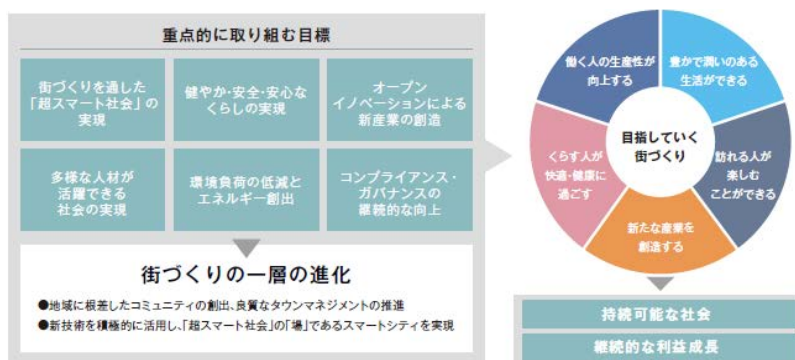 重点的に取り組む目標
街づくりを通した
「超スマート社会」の
実現
健やか・安全・安心な
くらしの実現
オープン
イノベーションによる
新産業の創造
多様な人材が
活躍できる
社会の実現
環境負荷の低減と
エネルギー創出
コンプライアンス・
ガバナンスの
継続的な向上
街づくりの一層の進化
●地域に根差したコミュニティの創出、良質なタウンマネジメントの推進
●新技術を積極的に活用し、「超スマート社会」の「場」であるスマートシティを実現
働く人の生産性が
向上する
豊かで潤いのある
生活ができる
目指していく
街づくり
くらす人が
快適・健康に
過ごす
訪れる人が
楽しむ
ことができる
新たな産業を
創造する
持続可能な社会
継続的な利益成長